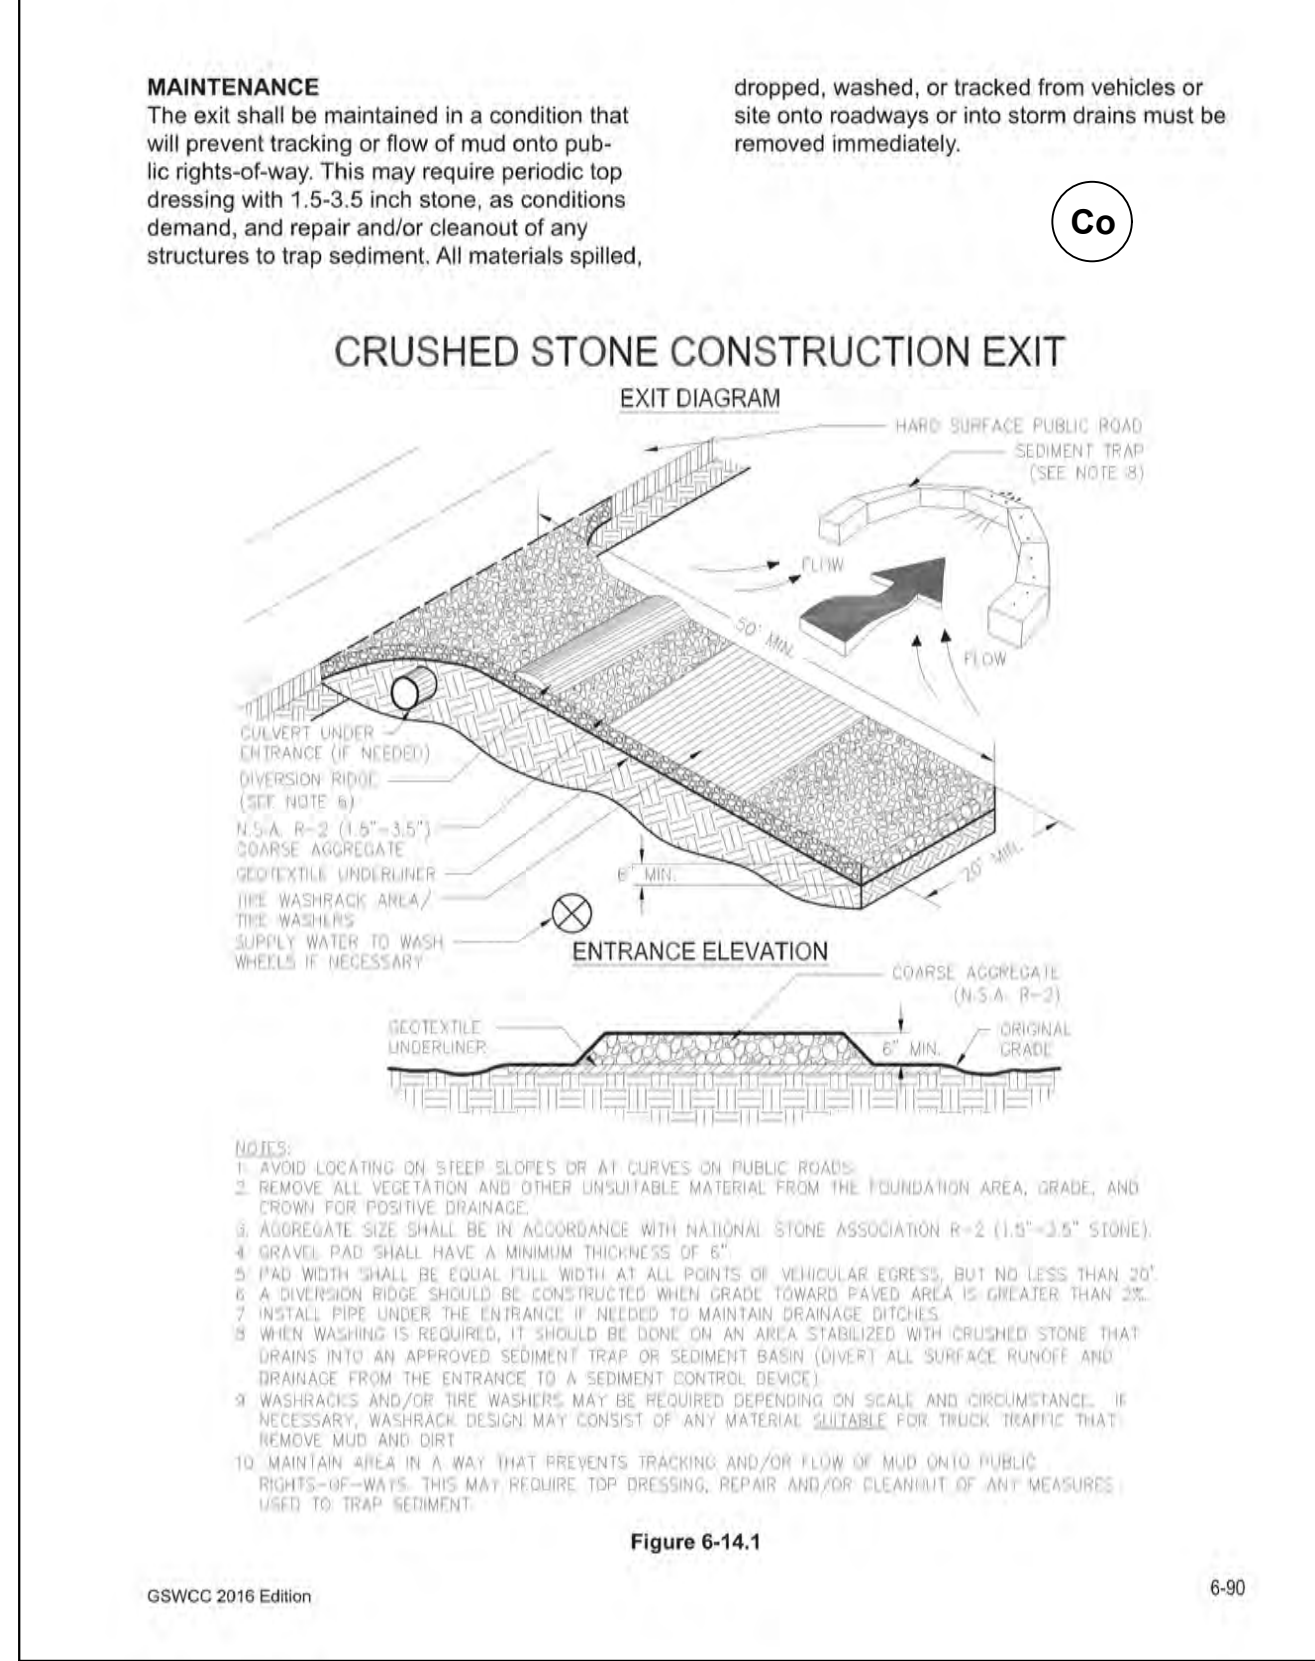 MAINTENANCE
The exit shall be maintained in a condition that
will prevent tracking or flow of mud onto pub-
lic rights-of-way. This may require periodic top
dressing with 1.5-3.5 inch stone, as conditions
demand, and repair and/or cleanout of any
structures to trap sediment. All materials spilled,
dropped, washed, or tracked from vehicles or
site onto roadways or into storm drains must be
removed immediately.
Co
CRUSHED STONE CONSTRUCTION EXIT
EXIT DIAGRAM
HARD SURFACE PUBLIC ROAD
SEDIMENT TRAP
(SEE NOTE 8)
FLOW
50' MIN.
FLOW
CULVERT UNDER
ENTRANCE (IF NEEDED)
DIVERSION RIDGE
(SEE NOTE 6)
N.S.A. R-2 (1.5"-3.5")
COARSE AGGREGATE
GEOTEXTILE UNDERLINER
TIRE WASHRACK AREA/
TIRE WASHERS
SUPPLY WATER TO WASH
WHEELS IF NECESSARY
6" MIN.
20' MIN.
ENTRANCE ELEVATION
COARSE AGGREGATE
(N.S.A. R-2)
GEOTEXTILE
UNDERLINER
6" MIN.
ORIGINAL
GRADE
NOTES:
1. AVOID LOCATING ON STEEP SLOPES OR AT CURVES ON PUBLIC ROADS.
2. REMOVE ALL VEGETATION AND OTHER UNSUITABLE MATERIAL FROM THE FOUNDATION AREA, GRADE, AND
CROWN FOR POSITIVE DRAINAGE.
3. AGGREGATE SIZE SHALL BE IN ACCORDANCE WITH NATIONAL STONE ASSOCIATION R-2 (1.5"-3.5" STONE).
4. GRAVEL PAD SHALL HAVE A MINIMUM THICKNESS OF 6".
5. PAD WIDTH SHALL BE EQUAL FULL WIDTH AT ALL POINTS OF VEHICULAR EGRESS, BUT NO LESS THAN 20'.
6. A DIVERSION RIDGE SHOULD BE CONSTRUCTED WHEN GRADE TOWARD PAVED AREA IS GREATER THAN 2%.
7. INSTALL PIPE UNDER THE ENTRANCE IF NEEDED TO MAINTAIN DRAINAGE DITCHES.
8. WHEN WASHING IS REQUIRED, IT SHOULD BE DONE ON AN AREA STABILIZED WITH CRUSHED STONE THAT
DRAINS INTO AN APPROVED SEDIMENT TRAP OR SEDIMENT BASIN (DIVERT ALL SURFACE RUNOFF AND
DRAINAGE FROM THE ENTRANCE TO A SEDIMENT CONTROL DEVICE).
9. WASHRACKS AND/OR TIRE WASHERS MAY BE REQUIRED DEPENDING ON SCALE AND CIRCUMSTANCE. IF
NECESSARY, WASHRACK DESIGN MAY CONSIST OF ANY MATERIAL SUITABLE FOR TRUCK TRAFFIC THAT
REMOVE MUD AND DIRT.
10. MAINTAIN AREA IN A WAY THAT PREVENTS TRACKING AND/OR FLOW OF MUD ONTO PUBLIC
RIGHTS-OF-WAYS. THIS MAY REQUIRE TOP DRESSING, REPAIR AND/OR CLEANOUT OF ANY MEASURES
USED TO TRAP SEDIMENT.
Figure 6-14.1
GSWCC 2016 Edition
6-90